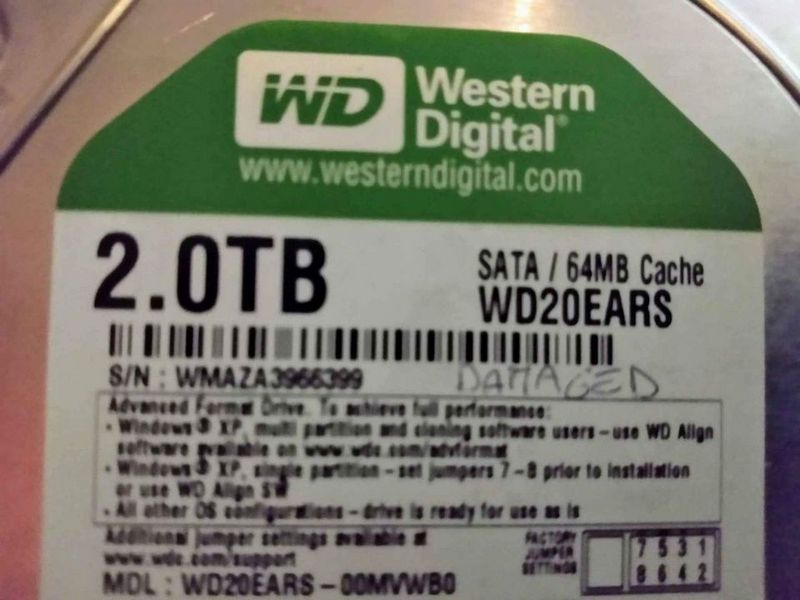 WD Western Digital®
www.westerndigital.com
2.0TB
SATA / 64MB Cache
WD20EARS
S/N : WMAZA3966399
DAMAGED
Advanced Format Drive. To achieve full performance:
- Windows® XP, multi partition and cloning software users - use WD Align
software available on www.wdc.com/advformat
- Windows® XP, single partition - set jumpers 7-8 prior to installation
or use WD Align SW
- All other OS configurations - drive is ready for use as is
Additional jumper settings available at
www.wdc.com/support
FACTORY
JUMPER
SETTINGS
7 5 3 1
8 6 4 2
MDL : WD20EARS - 00MVWB0